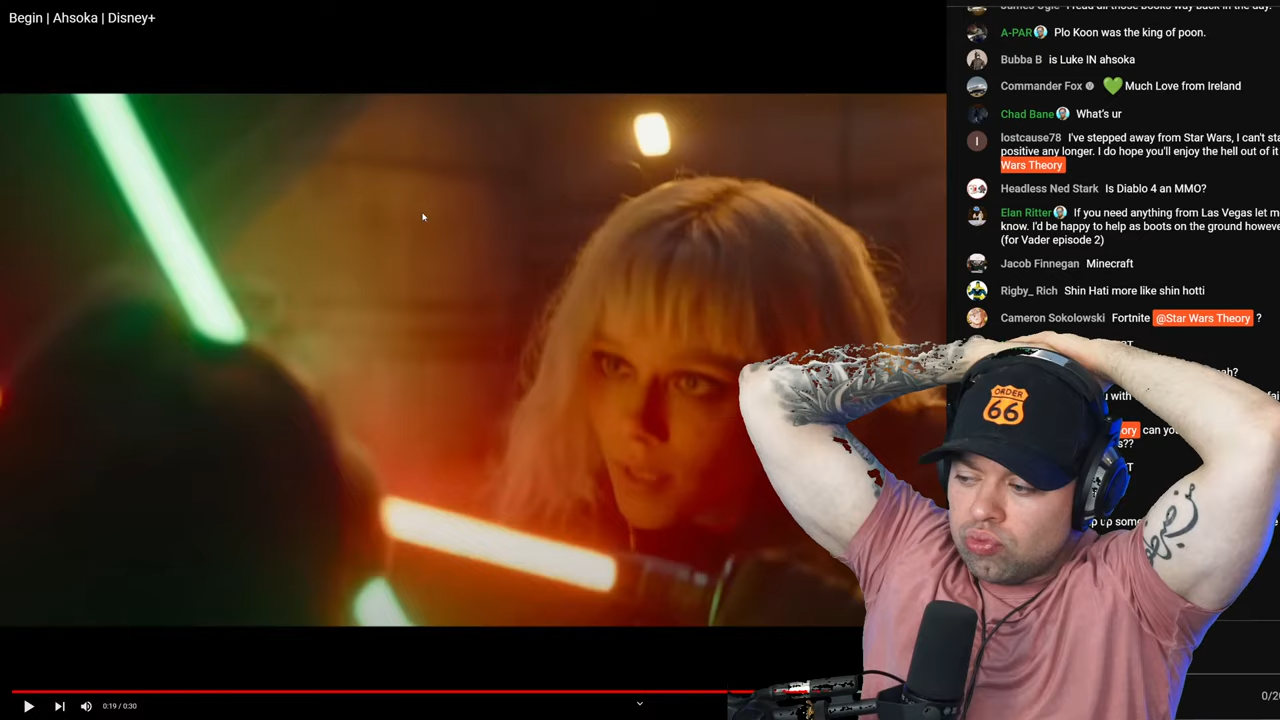 Begin | Ahsoka | Disney+
A-PAR Plo Koon was the king of poon.
Bubba B is Luke IN ahsoka
Commander Fox 💚 Much Love from Ireland
Chad Bane What's ur
lostcause78 I've stepped away from Star Wars, I can't
positive any longer. I do hope you'll enjoy the hell out of it
Wars Theory
Headless Ned Stark Is Diablo 4 an MMO?
Elan Ritter If you need anything from Las Vegas let
know. I'd be happy to help as boots on the ground
(for Vader episode 2)
Jacob Finnegan Minecraft
Rigby_ Rich Shin Hati more like shin hotti
Cameron Sokolowski Fortnite @Star Wars Theory ?
can
ORDER
66
0:19 / 0:30